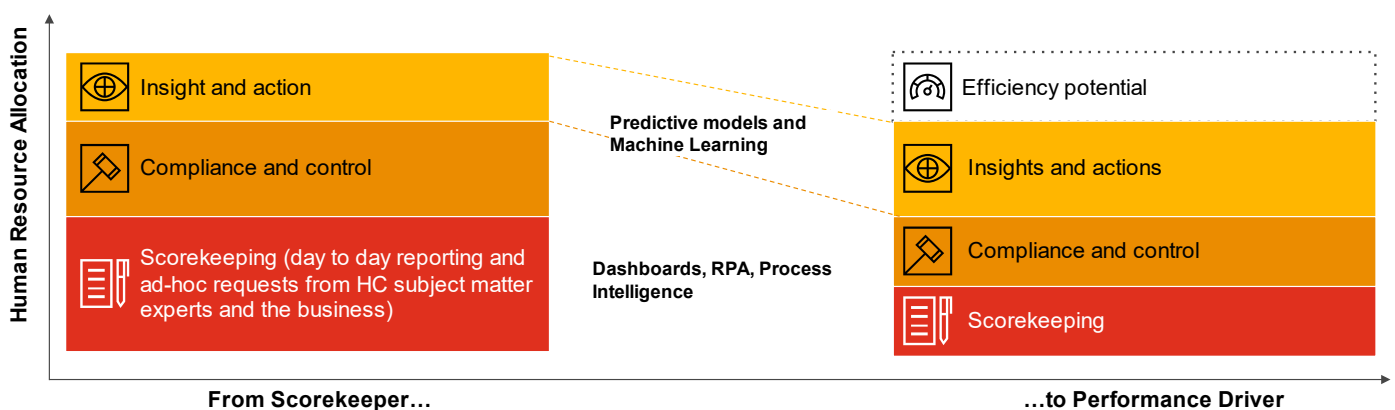 Human Resource Allocation
Insight and action
Compliance and control
Scorekeeping (day to day reporting and
ad-hoc requests from HC subject matter
experts and the business)
Predictive models and
Machine Learning
Dashboards, RPA, Process
Intelligence
Efficiency potential
Insights and actions
Compliance and control
Scorekeeping
From Scorekeeper…
…to Performance Driver